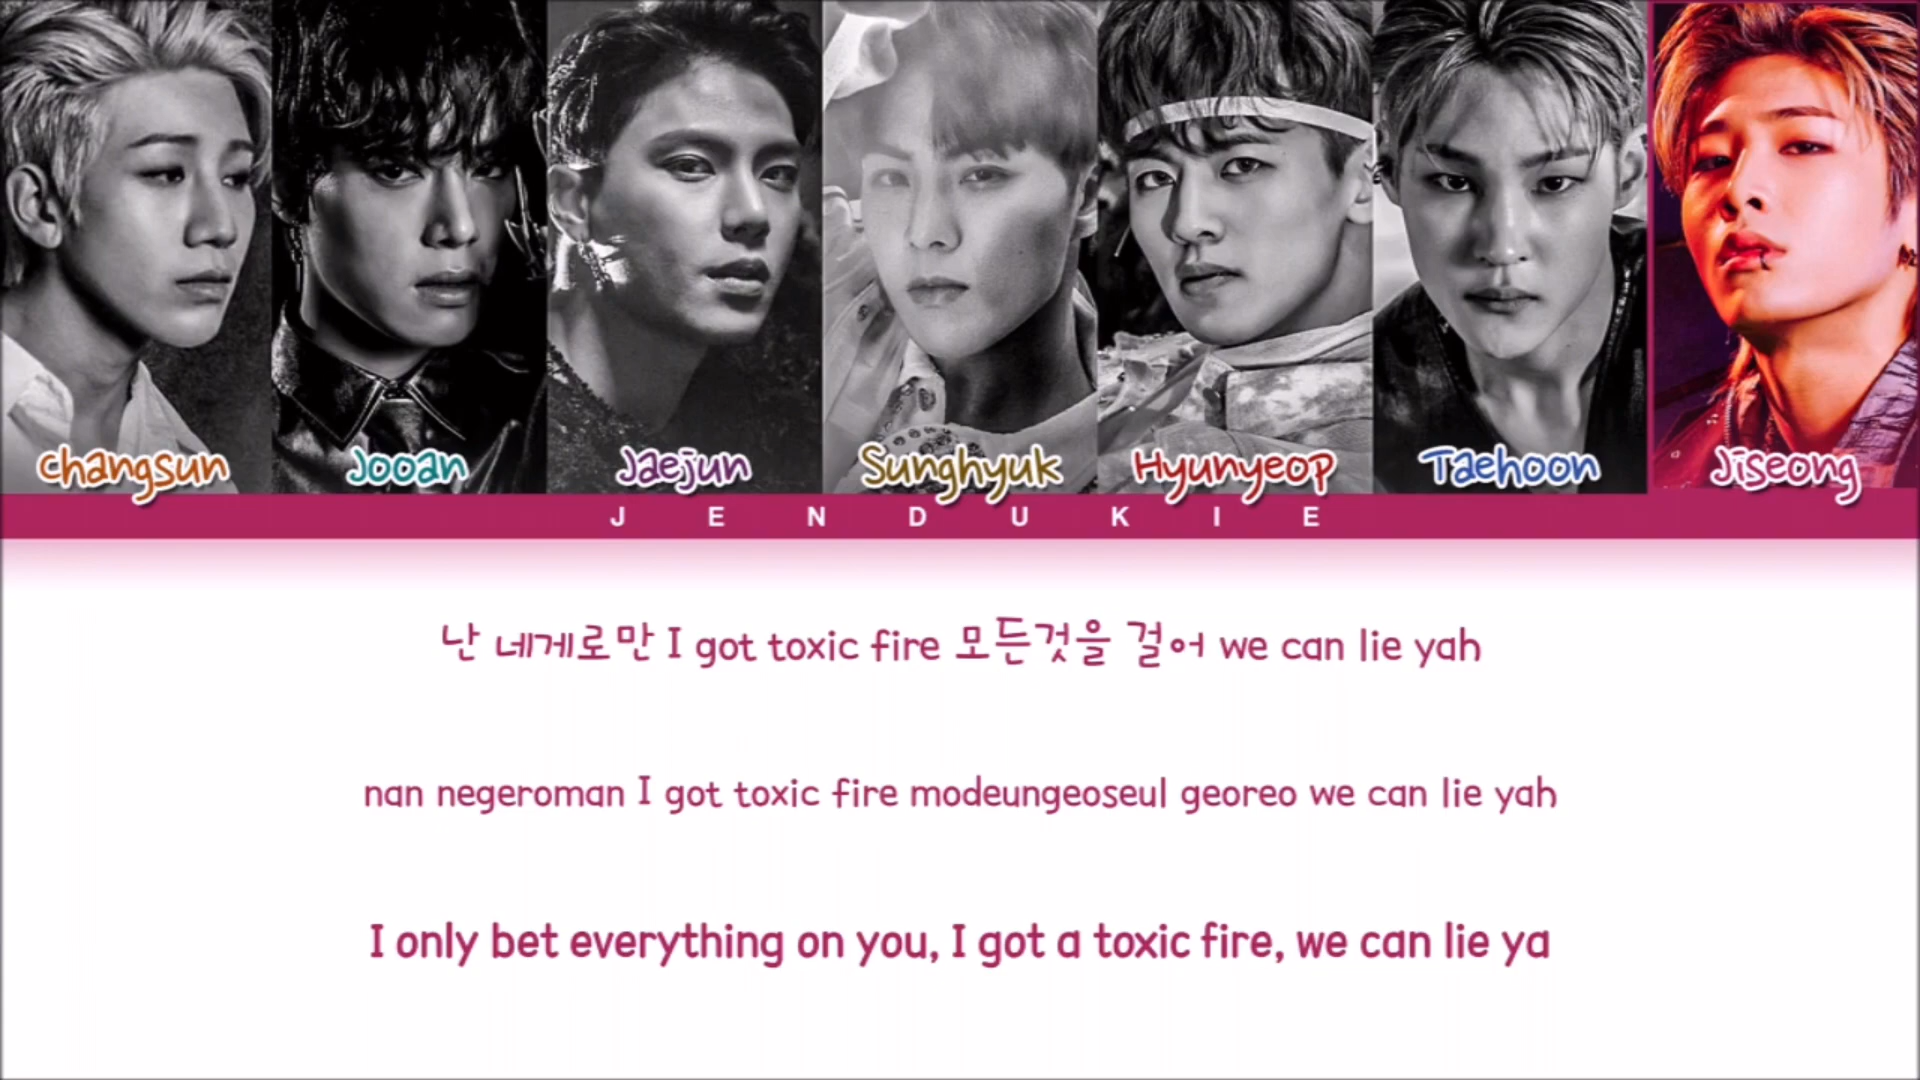 Changsun Jooan Jaejun Sunghyuk Hyunyeop Taehoon Jiseong
JENDUKIE
난 네게로만 I got toxic fire 모든것을 걸어 we can lie yah
nan negeroman I got toxic fire modeungeoseul georeo we can lie yah
I only bet everything on you, I got a toxic fire, we can lie ya